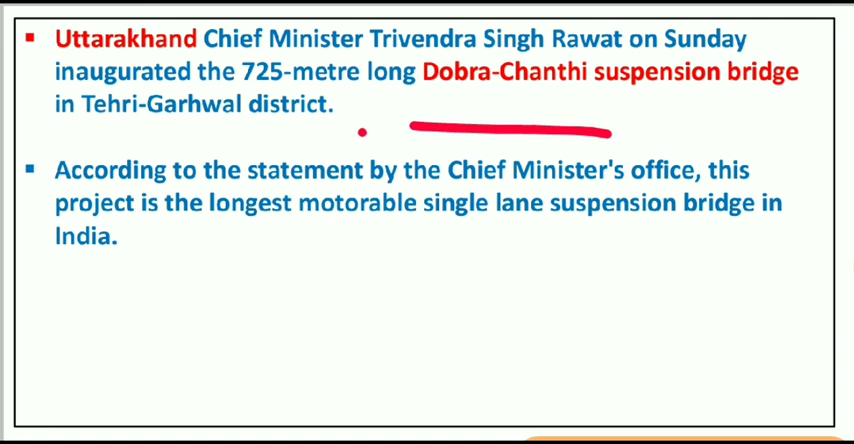 ▪ Uttarakhand Chief Minister Trivendra Singh Rawat on Sunday
inaugurated the 725-metre long Dobra-Chanthi suspension bridge
in Tehri-Garhwal district.
▪ According to the statement by the Chief Minister's office, this
project is the longest motorable single lane suspension bridge in
India.